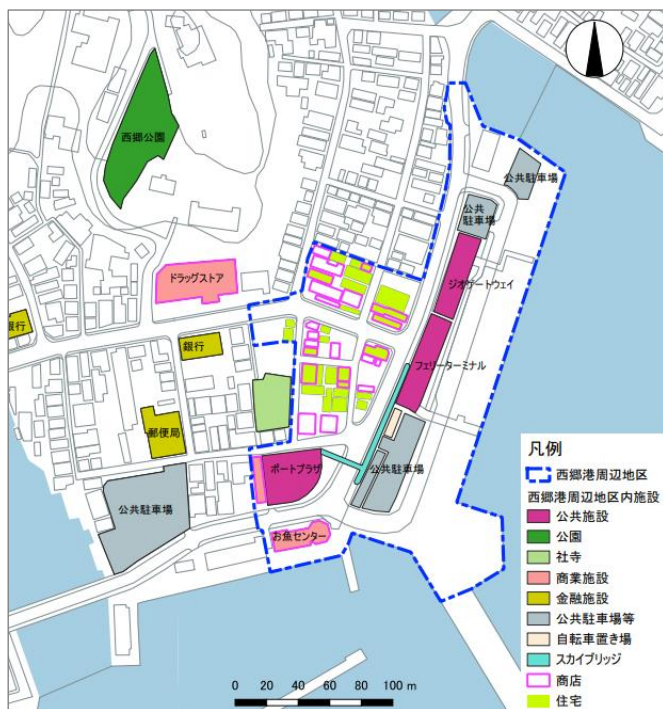 西郷公園
公共駐車場
公共
駐車場
ジオゲートウェイ
ドラッグストア
銀行
銀行
フェリーターミナル
郵便局
ポートプラザ
公共駐車場
公共駐車場
お魚センター
凡例
西郷港周辺地区
西郷港周辺地区内施設
公共施設
公園
社寺
商業施設
金融施設
公共駐車場等
自転車置き場
スカイブリッジ
商店
住宅
0 20 40 60 80 100 m